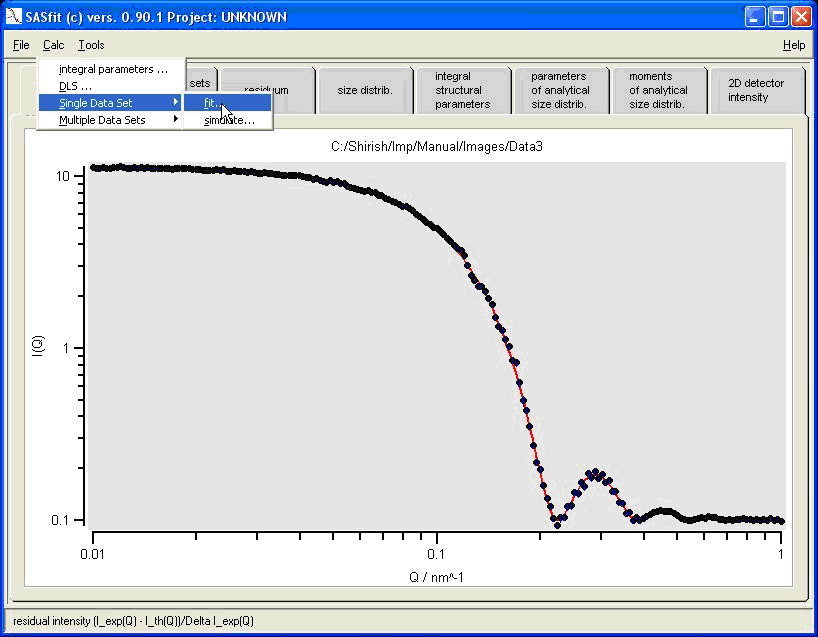 SASfit (c) vers. 0.90.1 Project: UNKNOWN
File Calc Tools Help
integral parameters ...
DLS ...
Single Data Set
Multiple Data Sets
fit...
simulate...
sets
residuum
size distrib.
integral
structural
parameters
parameters
of analytical
size distrib.
moments
of analytical
size distrib.
2D detector
intensity
C:/Shirish/Imp/Manual/Images/Data3
10
1
0.1
I(Q)
0.01
0.1
1
Q / nm^-1
residual intensity (I_exp(Q) - I_th(Q))/Delta I_exp(Q)